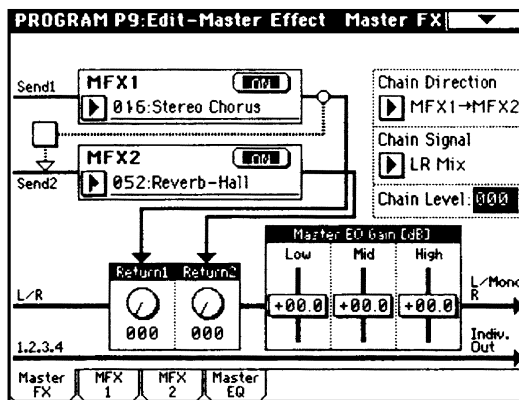 PROGRAM P9:Edit-Master Effect Master FX
Send1
MFX1 ON
016:Stereo Chorus
Send2
MFX2 ON
052:Reverb-Hall
Chain Direction
MFX1→MFX2
Chain Signal
LR Mix
Chain Level: 000
Return1 Return2
000 000
Master EQ Gain [dB]
Low Mid High
+00.0 +00.0 +00.0
L/R
L/Mono
R
1.2.3.4
Indiv.
Out
Master FX
MFX 1
MFX 2
Master EQ